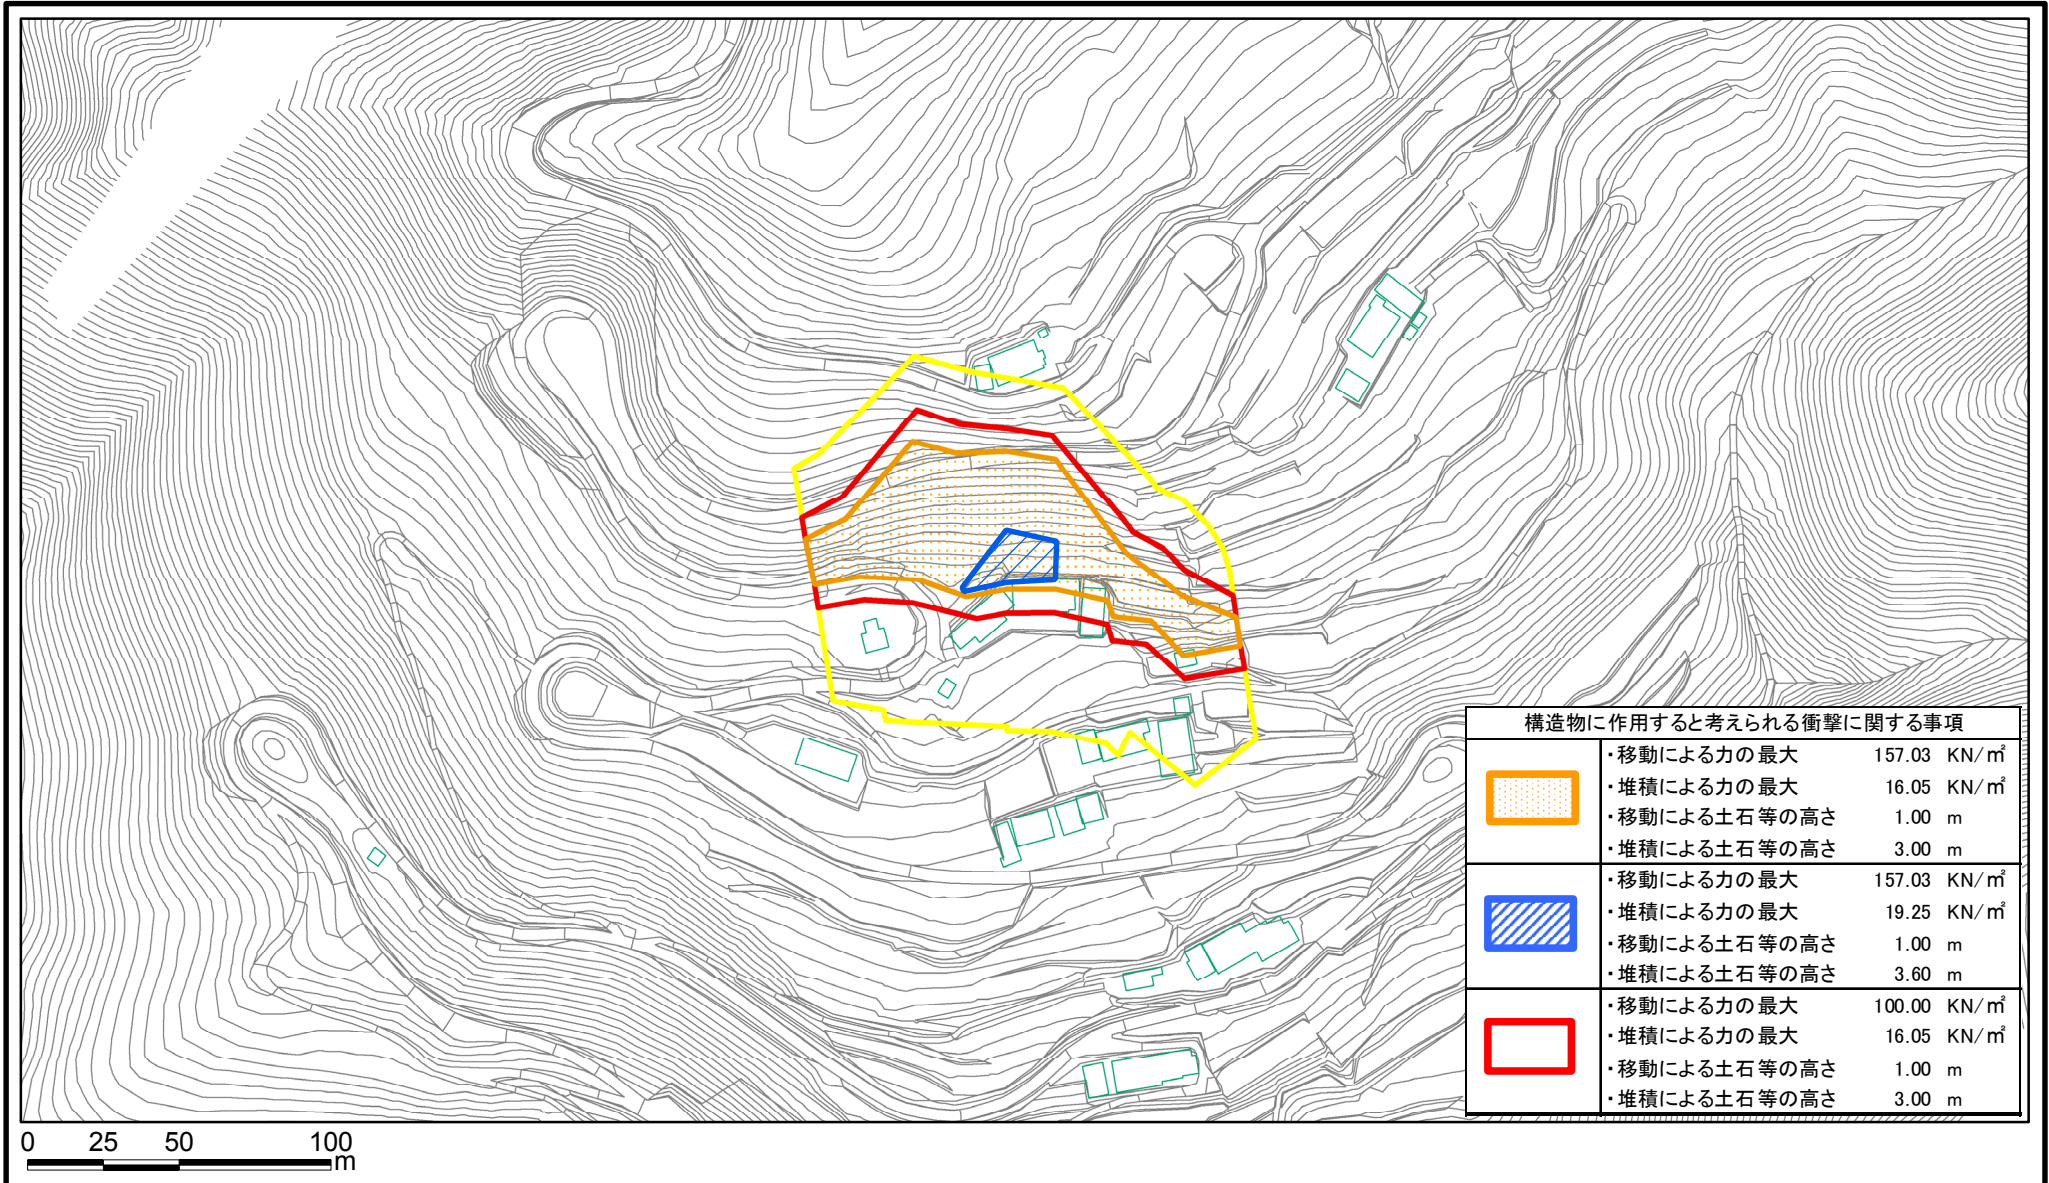 構造物に作用すると考えられる衝撃に関する事項
・移動による力の最大 157.03 KN/㎡
・堆積による力の最大 16.05 KN/㎡
・移動による土石等の高さ 1.00 m
・堆積による土石等の高さ 3.00 m
・移動による力の最大 157.03 KN/㎡
・堆積による力の最大 19.25 KN/㎡
・移動による土石等の高さ 1.00 m
・堆積による土石等の高さ 3.60 m
・移動による力の最大 100.00 KN/㎡
・堆積による力の最大 16.05 KN/㎡
・移動による土石等の高さ 1.00 m
・堆積による土石等の高さ 3.00 m
0 25 50 100
m